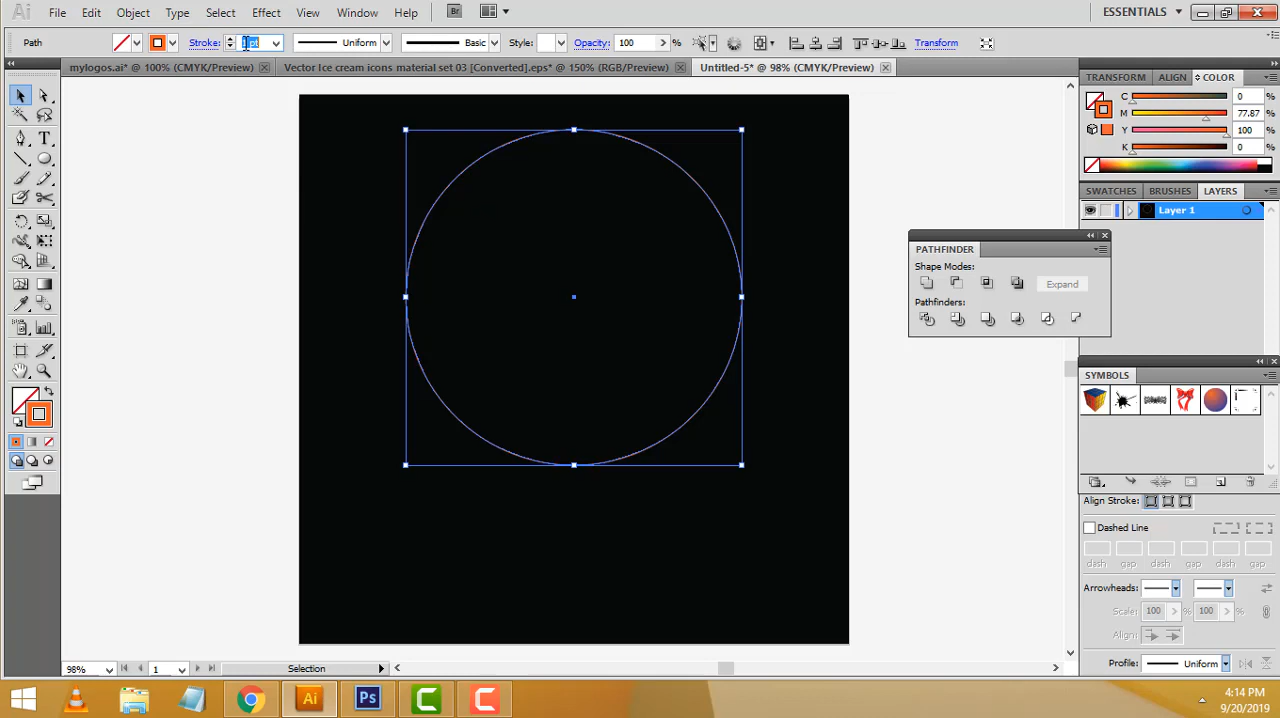 Ai File Edit Object Type Select Effect View Window Help Br ESSENTIALS
Path Stroke: Uniform Basic Style: Opacity: 100 % Transform
mylogos.ai* @ 100% (CMYK/Preview) Vector Ice cream icons material set 03 [Converted].eps* @ 150% (RGB/Preview) Untitled-5* @ 98% (CMYK/Preview)
TRANSFORM ALIGN COLOR
C 0 %
M 77.87 %
Y 100 %
K 0 %
SWATCHES BRUSHES LAYERS
Layer 1
PATHFINDER
Shape Modes:
Expand
Pathfinders:
SYMBOLS
Align Stroke:
Dashed Line
dash gap dash gap dash gap
Arrowheads:
Scale: 100 % 100 %
Align:
Profile: Uniform
98% 1 Selection
Ai Ps
4:14 PM
9/20/2019